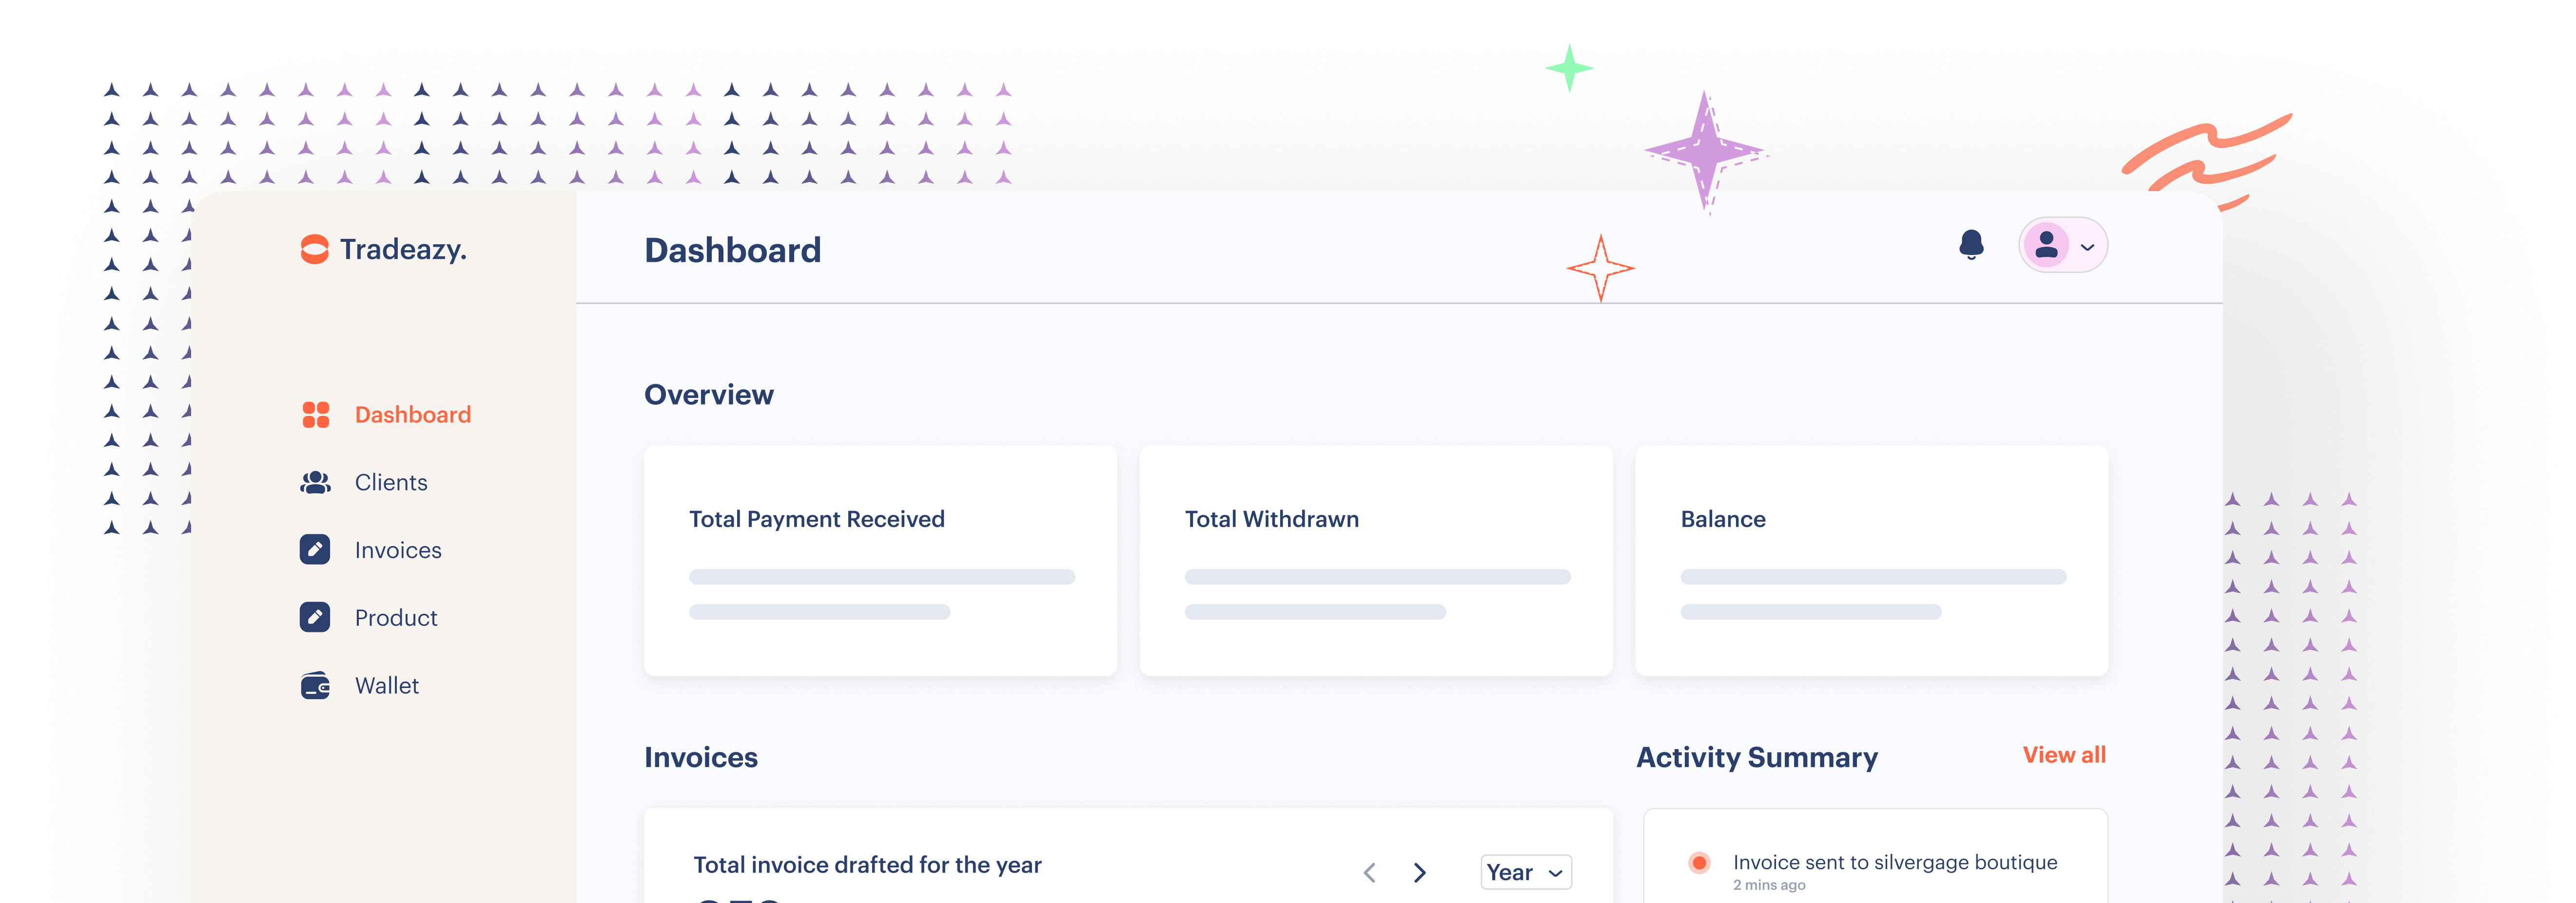 Tradeazy.
Dashboard
Dashboard
Clients
Invoices
Product
Wallet
Overview
Total Payment Received
Total Withdrawn
Balance
Invoices
Activity Summary
View all
Total invoice drafted for the year
Year
Invoice sent to silvergage boutique
2 mins ago